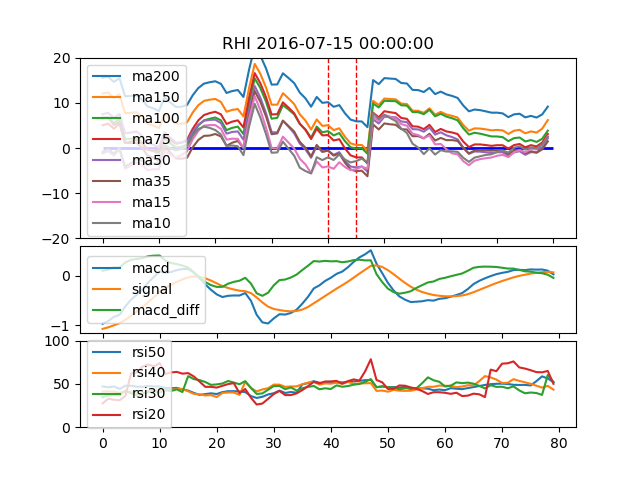 RHI 2016-07-15 00:00:00
20
10
0
−10
−20
ma200
ma150
ma100
ma75
ma50
ma35
ma15
ma10
0
−1
macd
signal
macd_diff
100
50
0
rsi50
rsi40
rsi30
rsi20
0 10 20 30 40 50 60 70 80